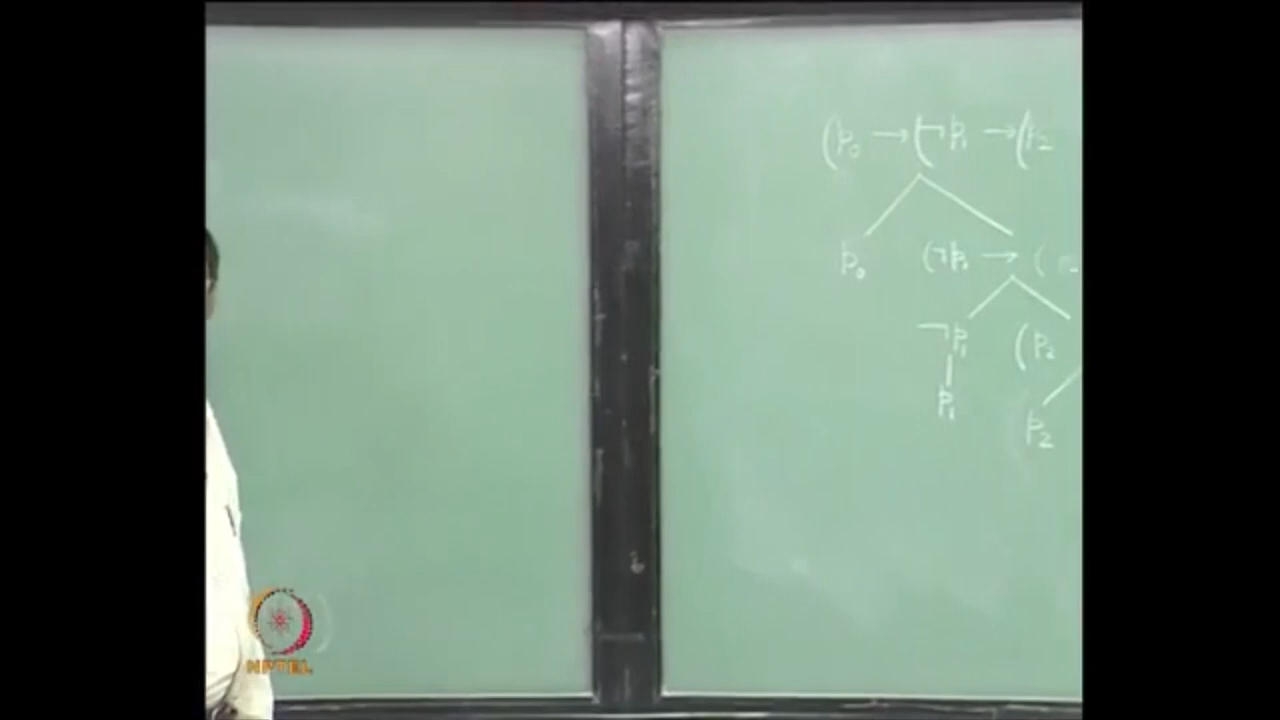 (p₀ → (¬p₁ → (p₂
p₀ (¬p₁ → (
¬p₁ (p₂
p₁
p₂
NPTEL